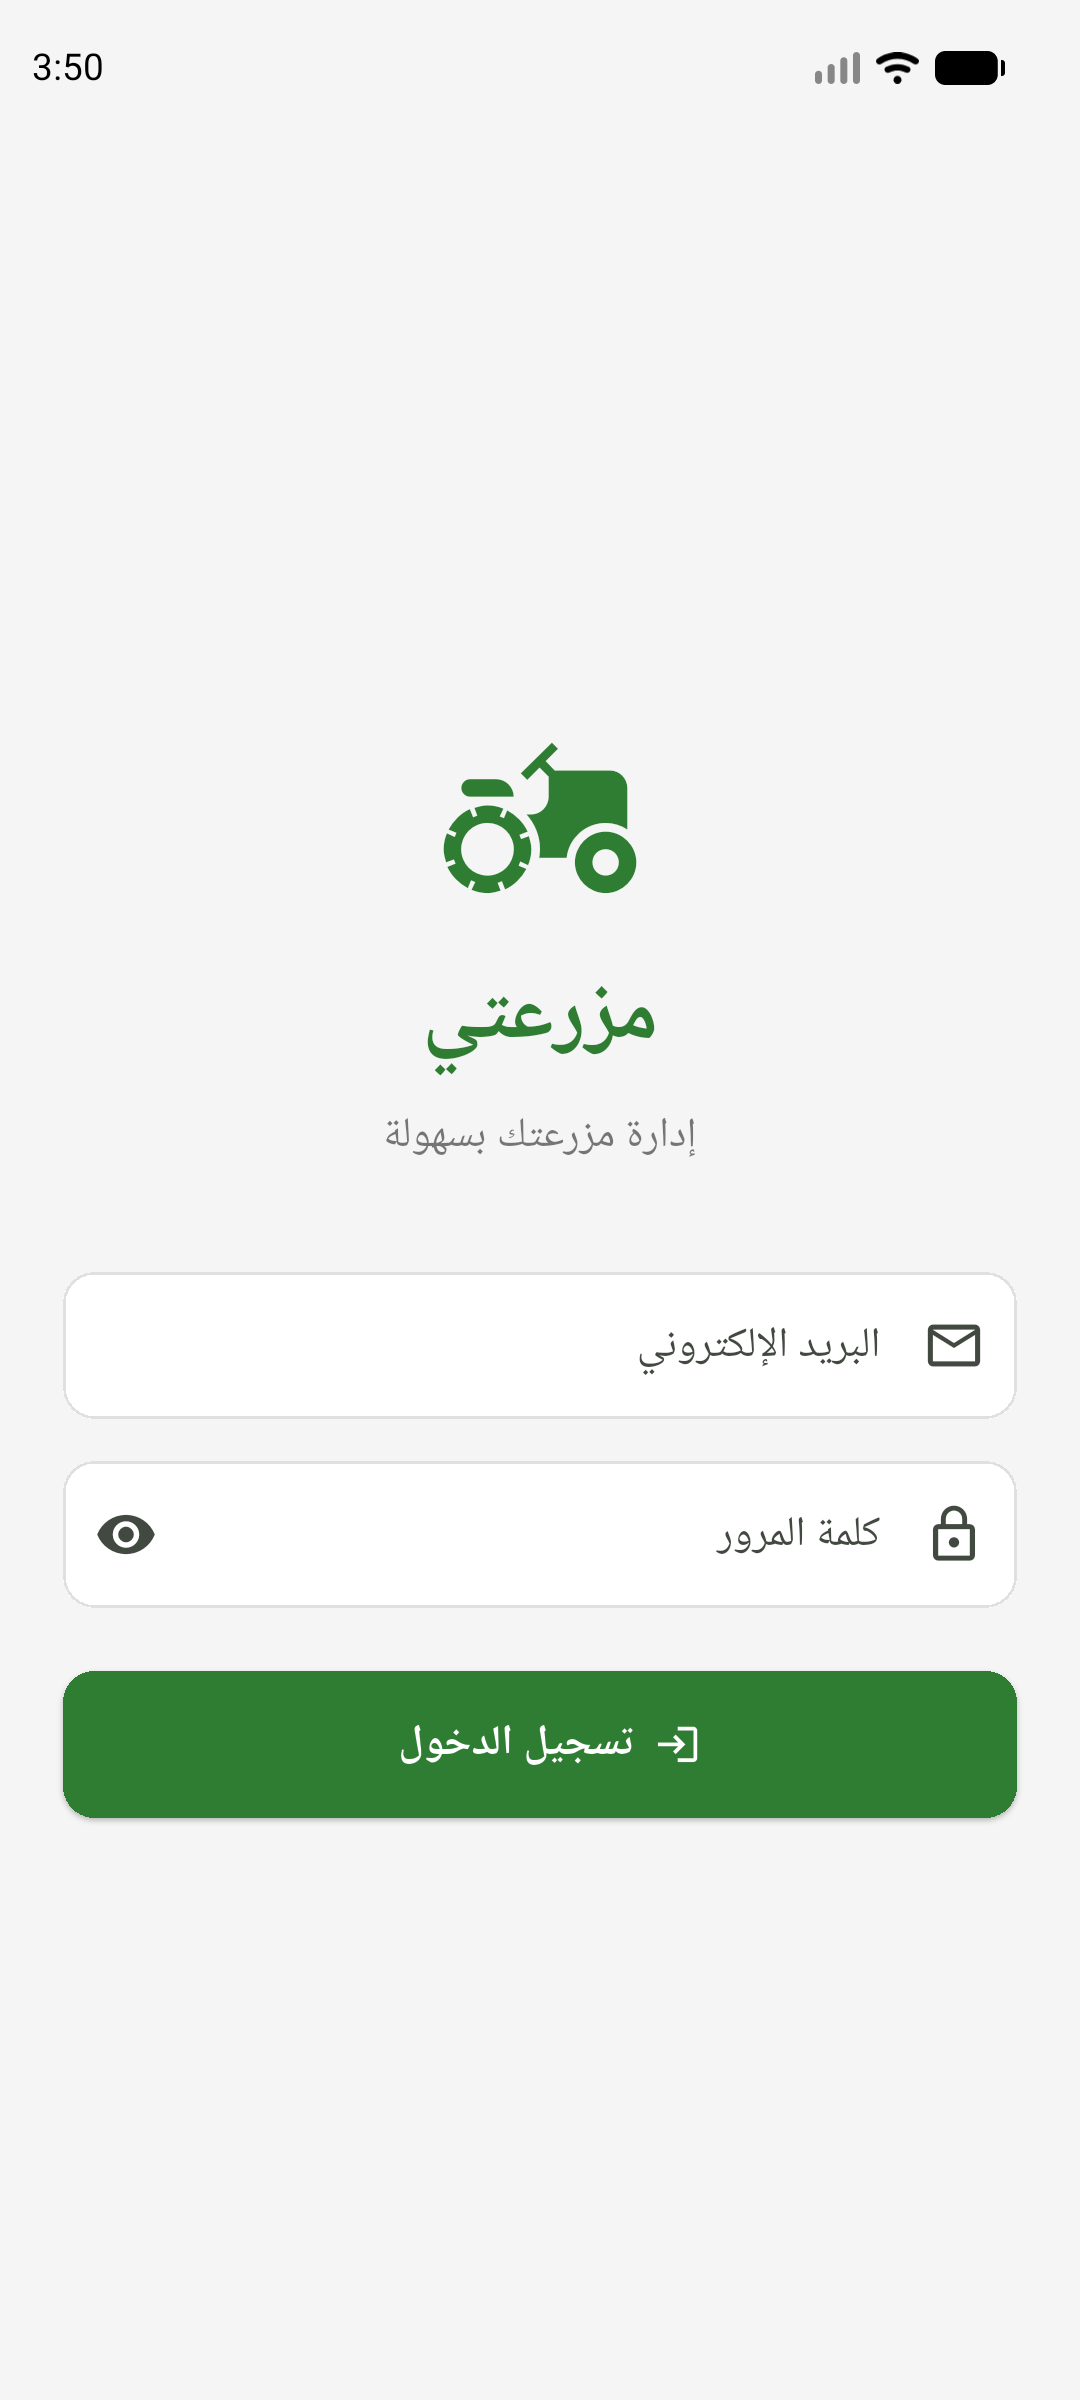 3:50
مزرعتي
إدارة مزرعتك بسهولة
البريد الإلكتروني
كلمة المرور
تسجيل الدخول